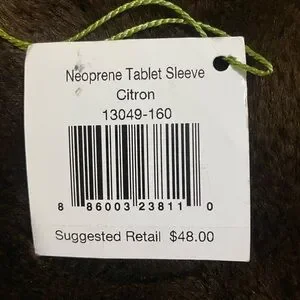 Neoprene Tablet Sleeve
Citron
13049-160
8 86003 23811 0
Suggested Retail $48.00